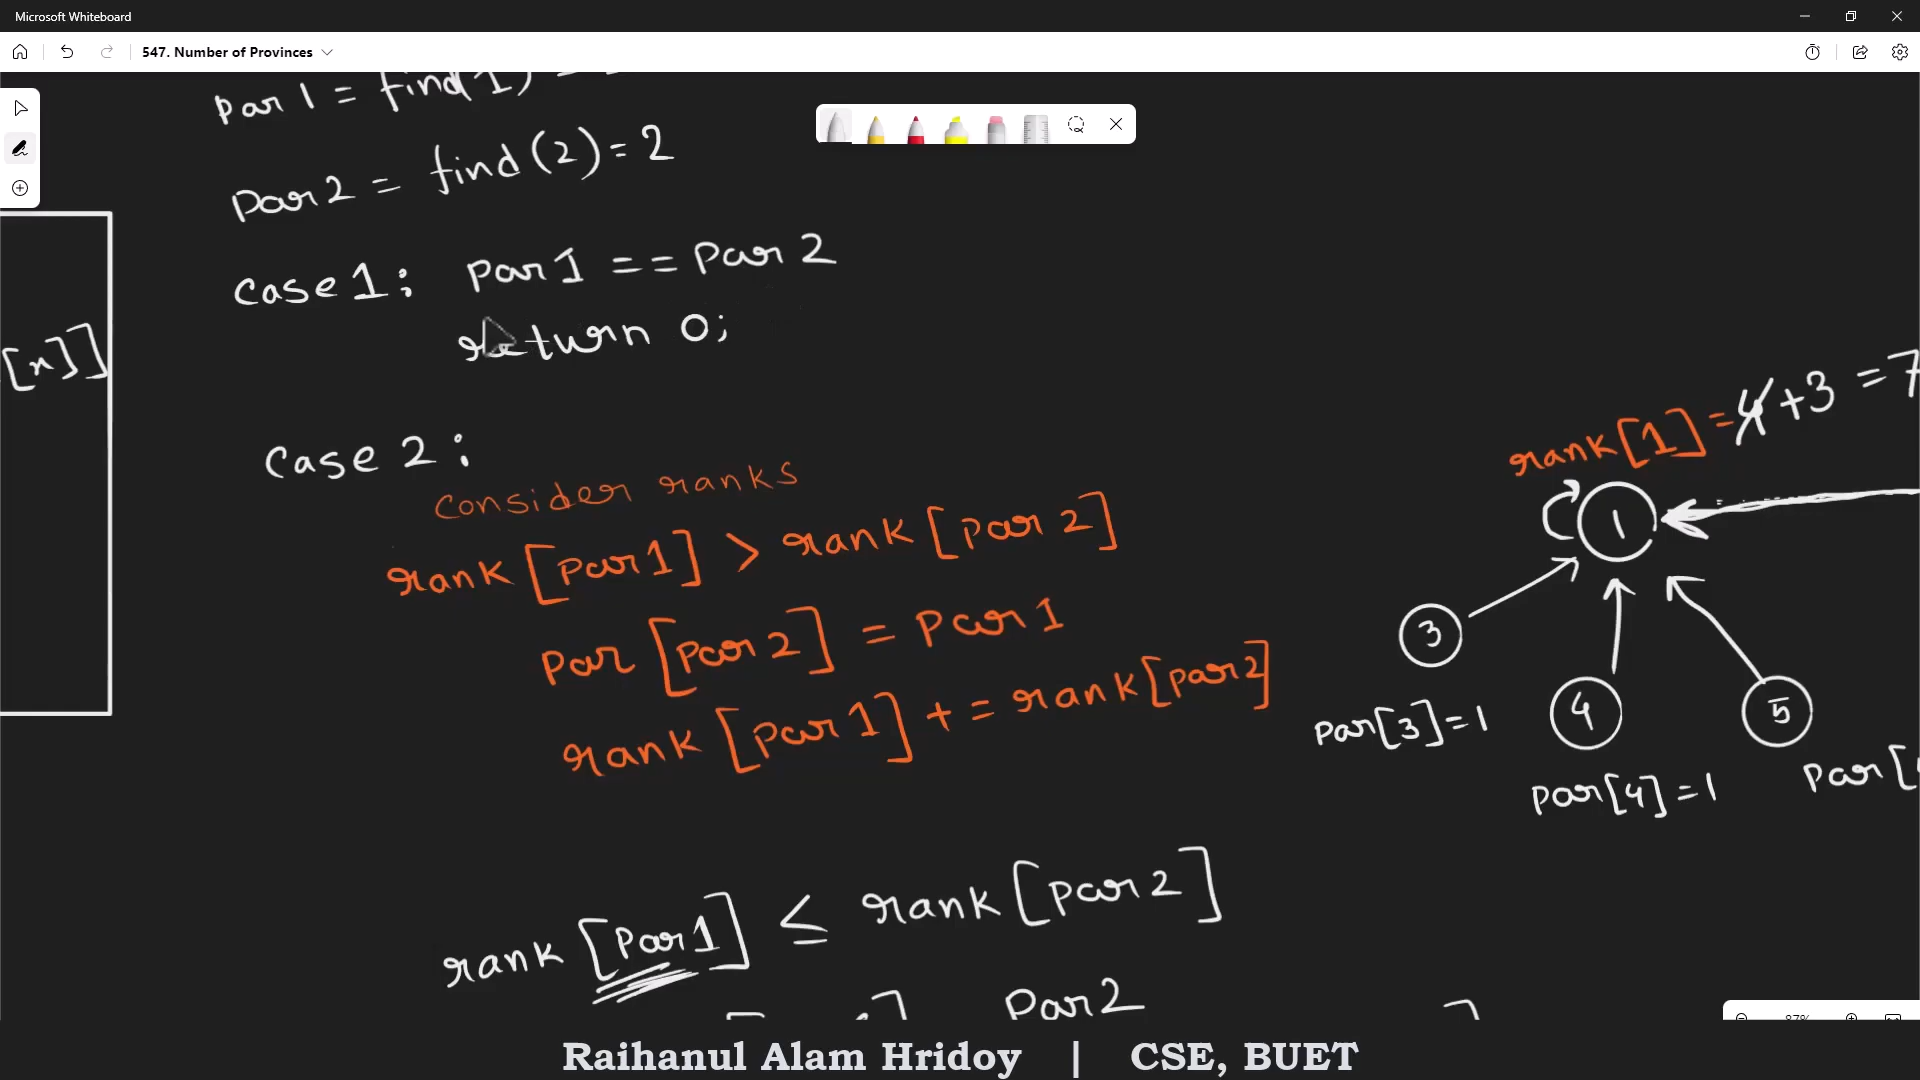 Microsoft Whiteboard
547. Number of Provinces
par 1 = find(1) =
par 2 = find(2) = 2
case 1: par 1 == par 2
return 0;
[x]]
case 2:
consider ranks
rank [par 1] > rank [par 2]
par [par 2] = par 1
rank [par 1] += rank [par 2]
rank [par 1] ≤ rank [par 2]
par 2
rank [1] = 4 + 3 = 7
1
3
4
5
par[3]=1
par[4]=1
par[
87%
Raihanul Alam Hridoy | CSE, BUET